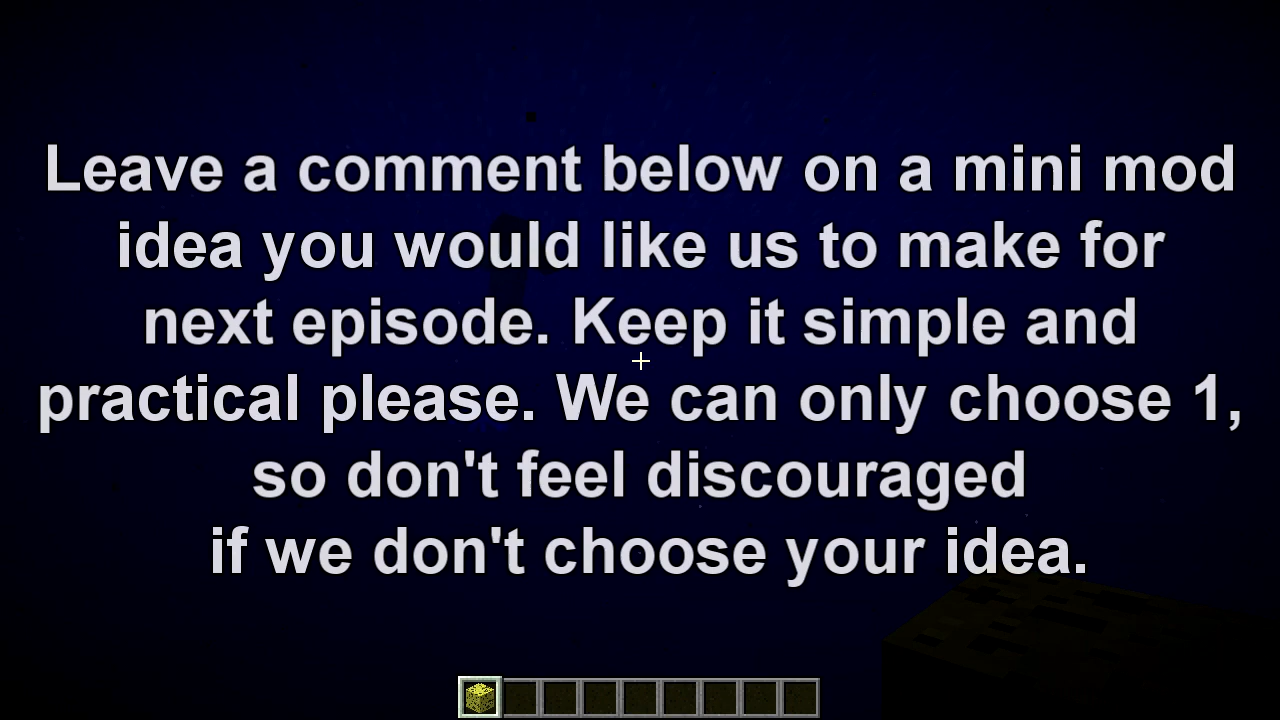 Leave a comment below on a mini mod
idea you would like us to make for
next episode. Keep it simple and
practical please. We can only choose 1,
so don't feel discouraged
if we don't choose your idea.